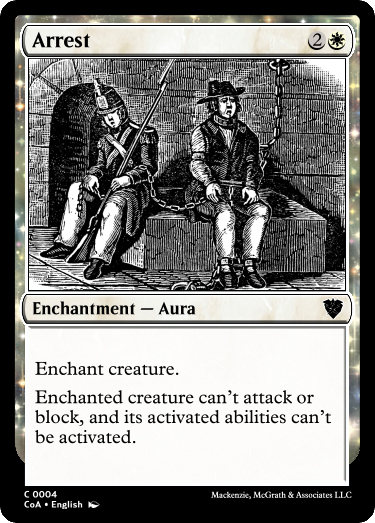 Arrest 2
Enchantment — Aura
Enchant creature.
Enchanted creature can't attack or
block, and its activated abilities can't
be activated.
C 0004
CoA • English
Mackenzie, McGrath & Associates LLC